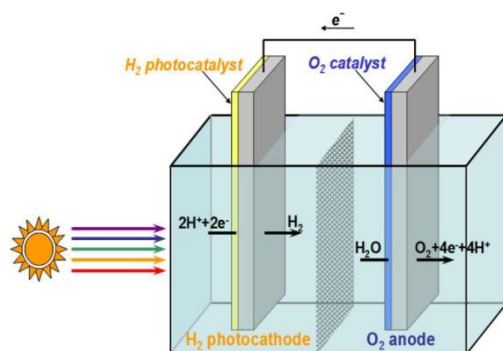 e⁻
H₂ photocatalyst
O₂ catalyst
2H⁺+2e⁻
H₂
H₂O
O₂+4e⁻+4H⁺
H₂ photocathode
O₂ anode